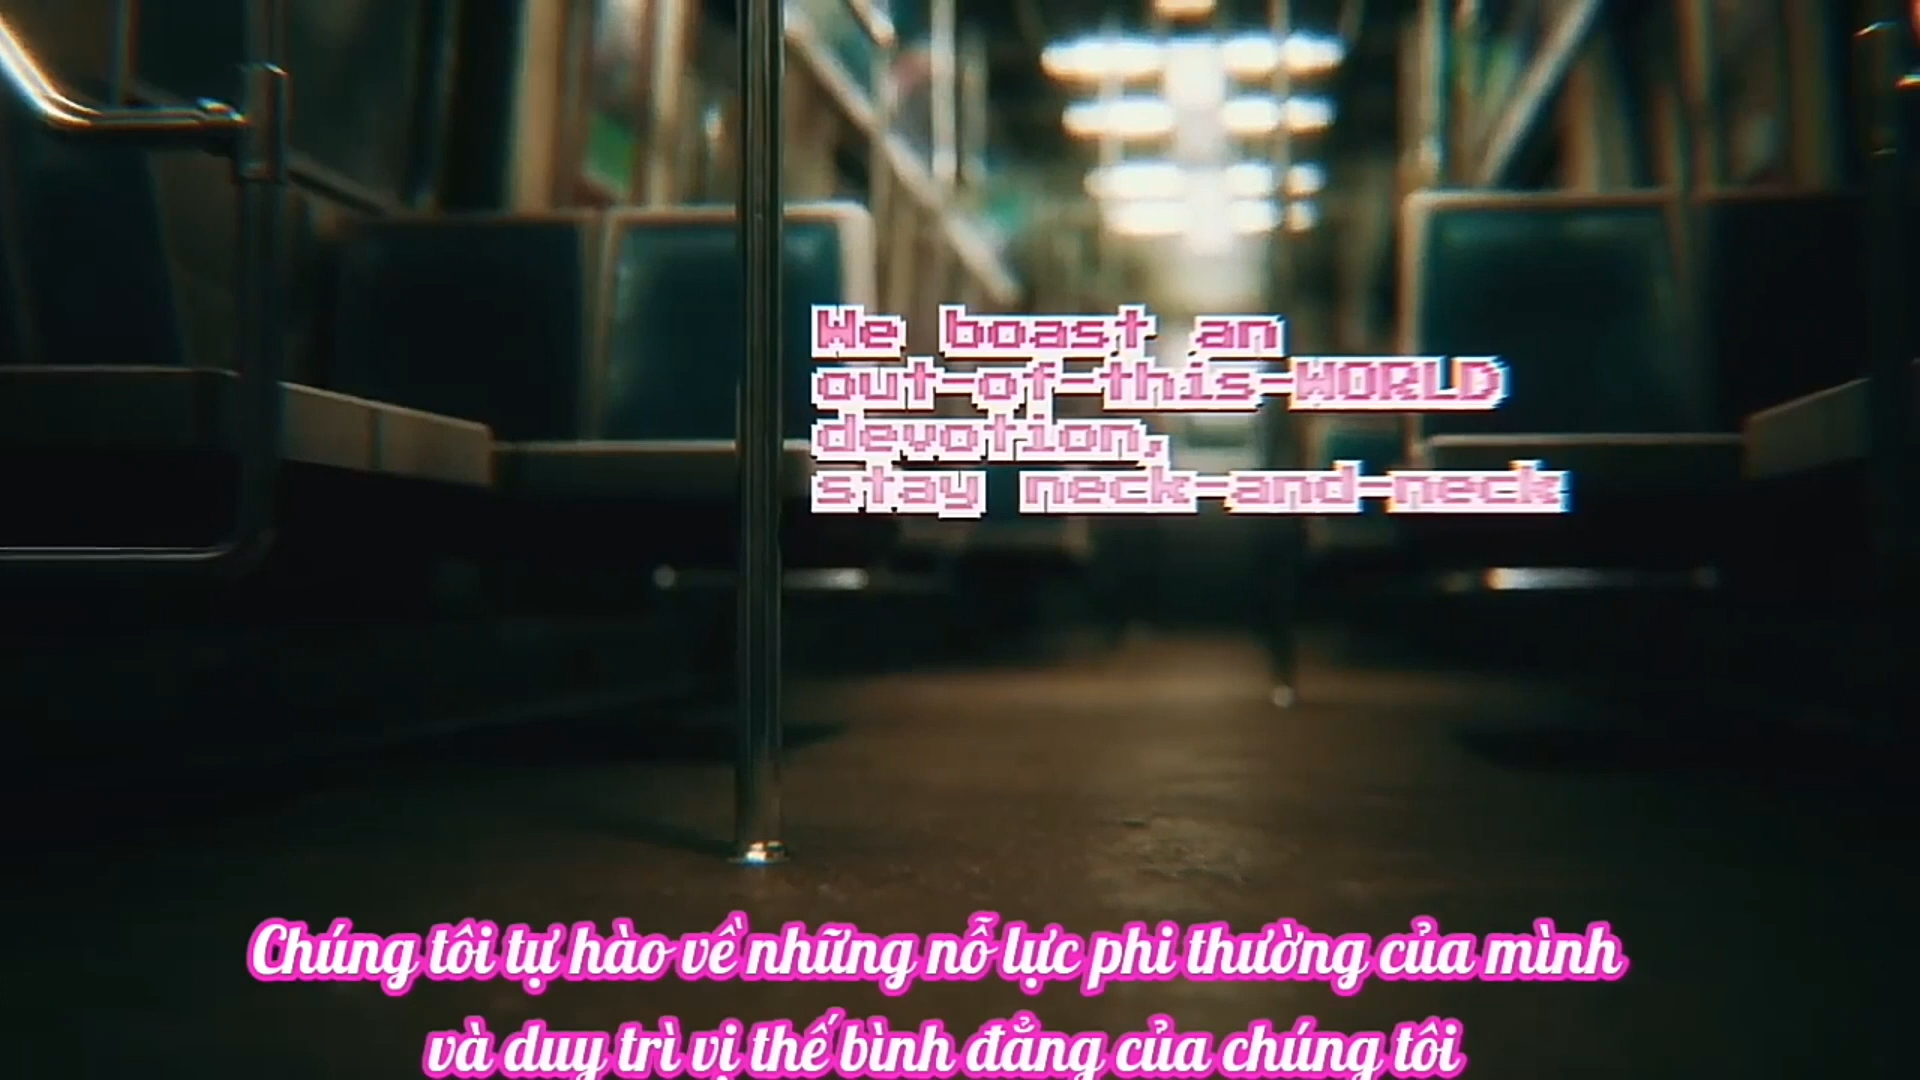 We boast an
out-of-this-WORLD
devotion,
stay neck-and-neck
Chúng tôi tự hào về những nỗ lực phi thường của mình
và duy trì vị thế bình đẳng của chúng tôi